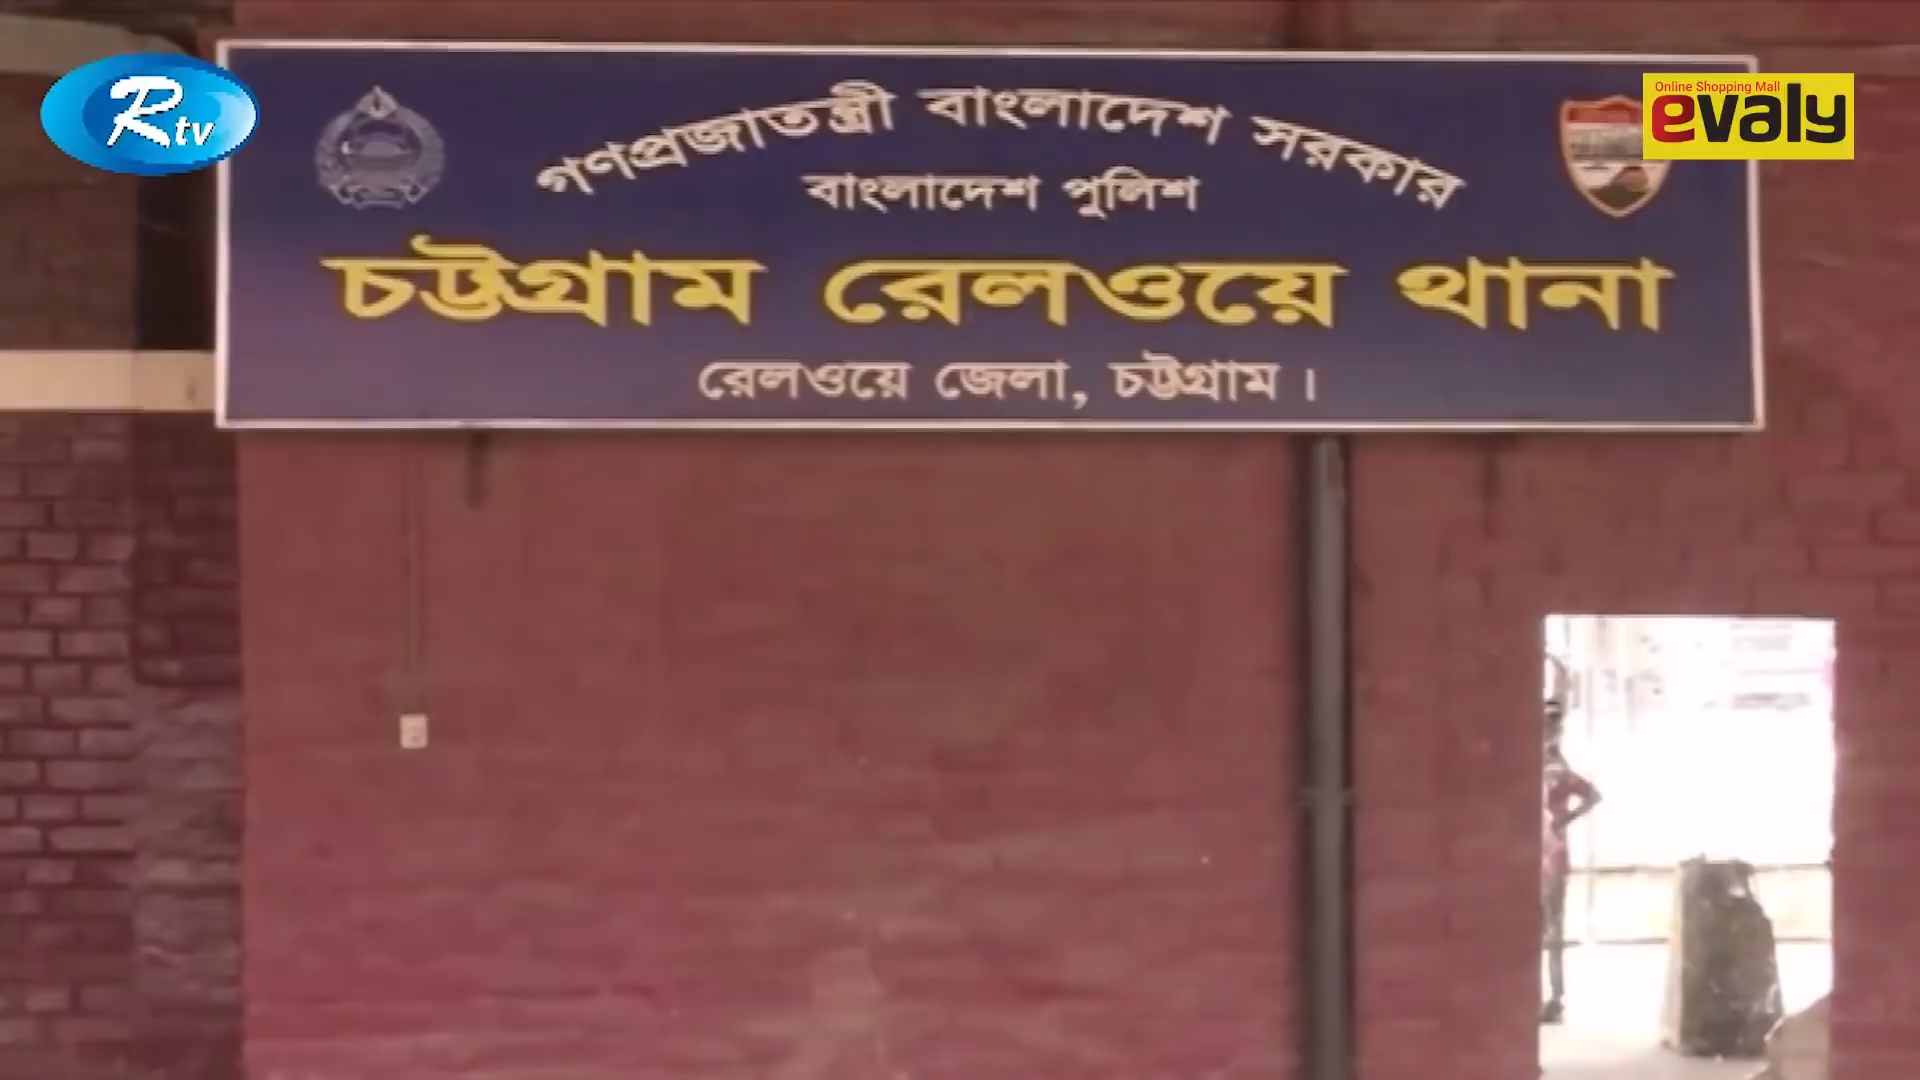 Rtv
Online Shopping Mall
evaly
গণপ্রজাতন্ত্রী বাংলাদেশ সরকার
বাংলাদেশ পুলিশ
চট্টগ্রাম রেলওয়ে থানা
রেলওয়ে জেলা, চট্টগ্রাম।